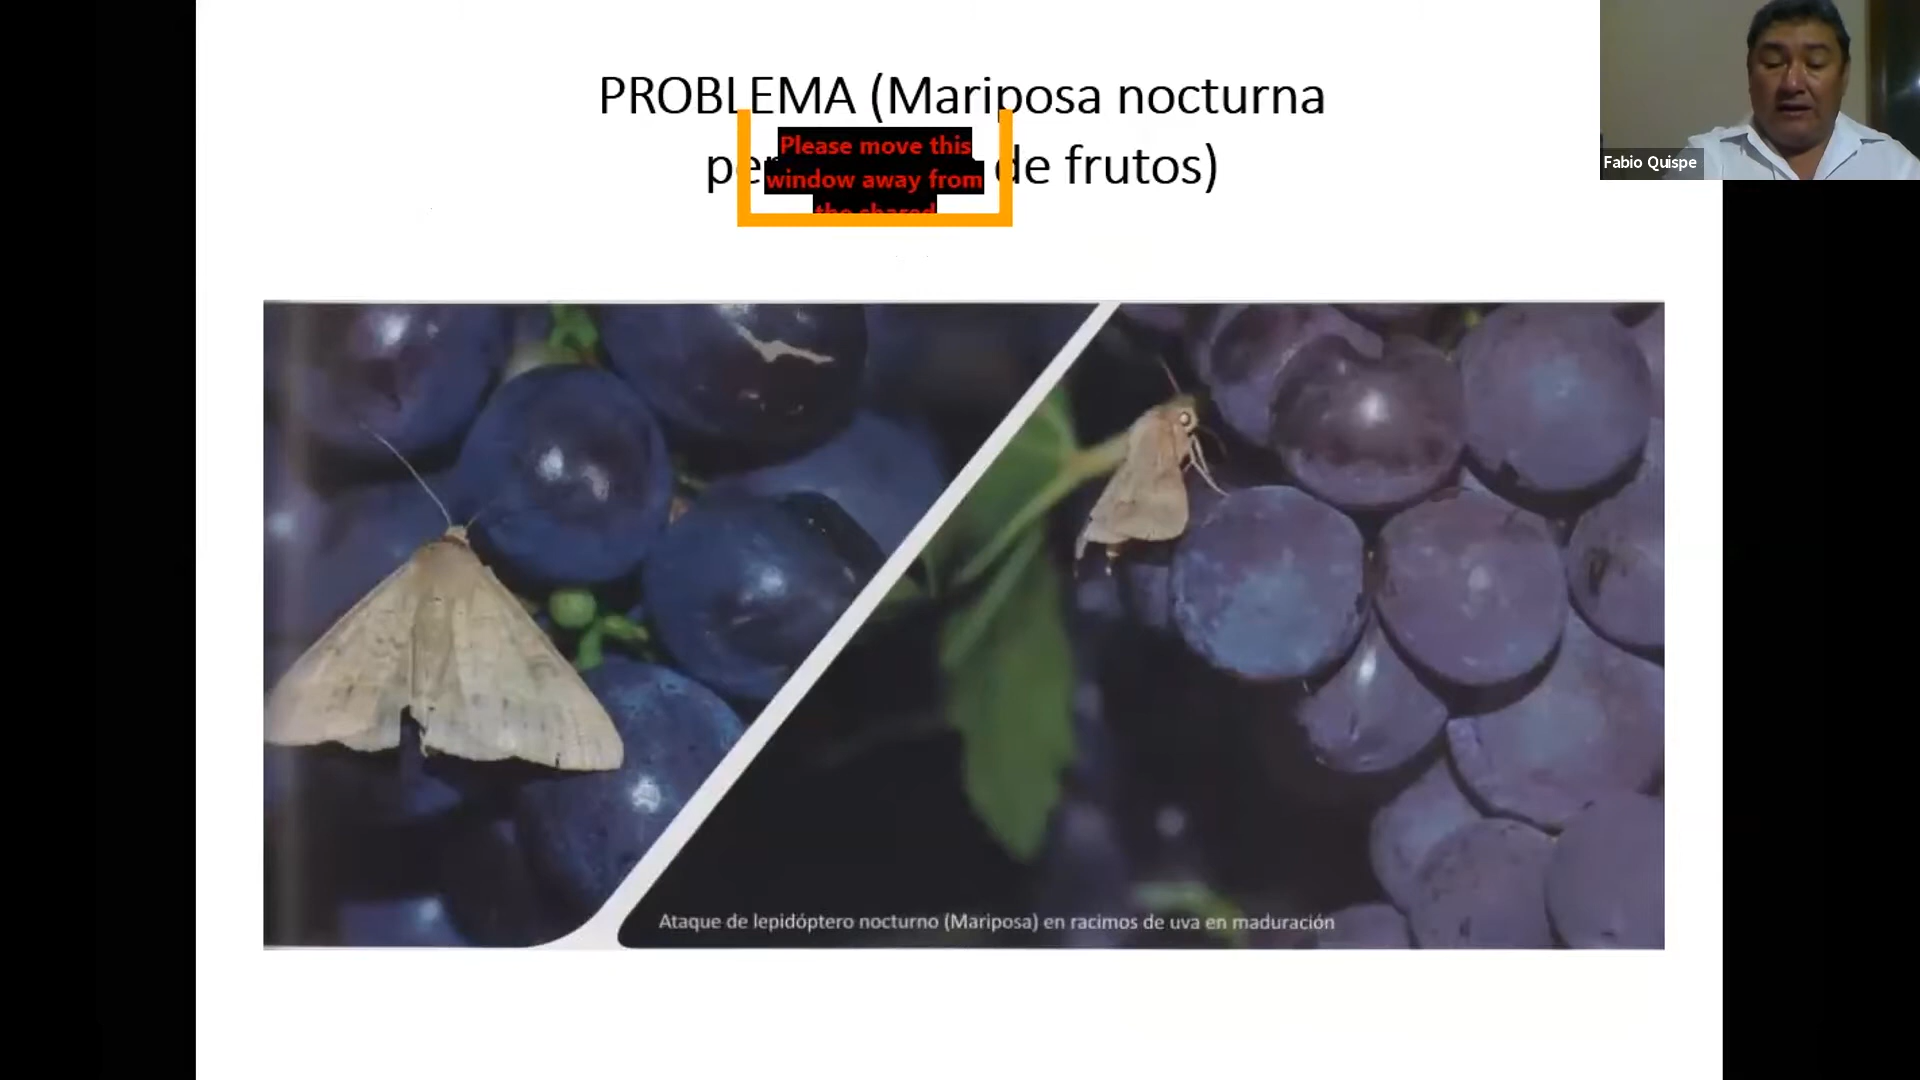 PROBLEMA (Mariposa nocturna
de frutos)
Please move this
window away from
the shared
Fabio Quispe
Ataque de lepidóptero nocturno (Mariposa) en racimos de uva en maduración